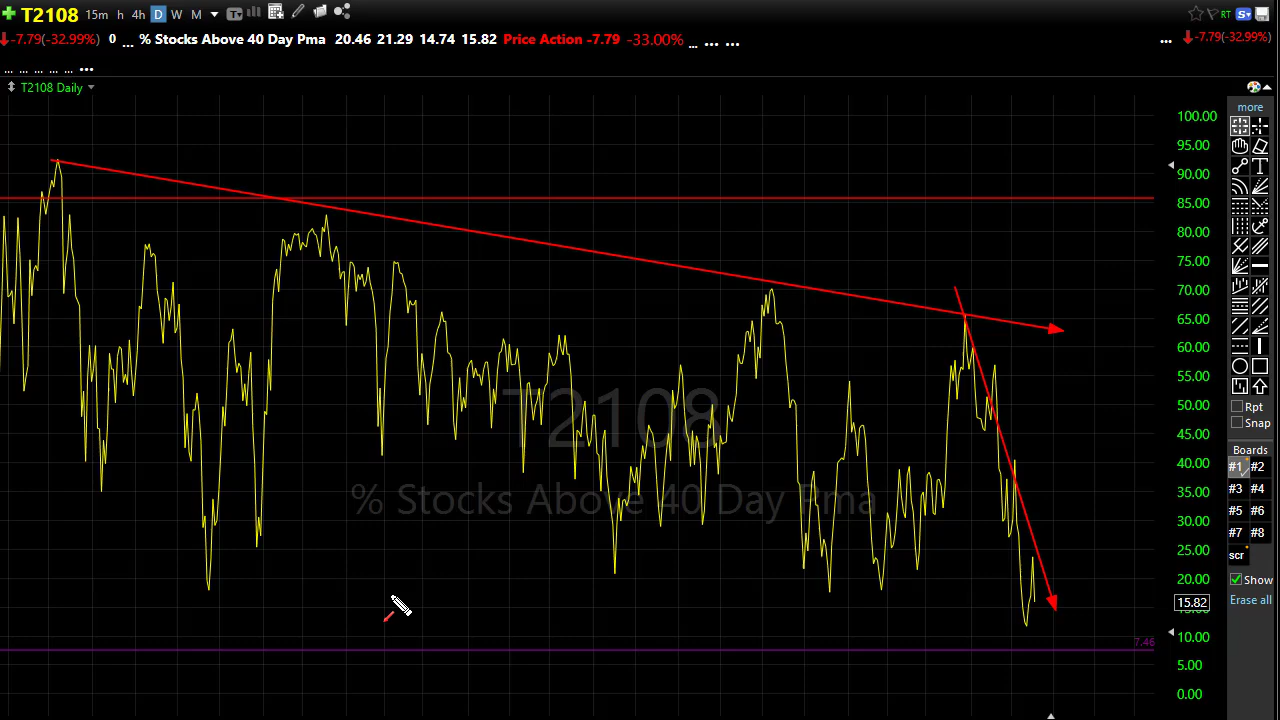 T2108 15m h 4h D W M
RT S
-7.79(-32.99%) 0 ... % Stocks Above 40 Day Pma 20.46 21.29 14.74 15.82 Price Action -7.79 -33.00% ... ... ... ... -7.79(-32.99%)
... ... ... ... ... ...
T2108 Daily
more
100.00
95.00
90.00
85.00
80.00
75.00
70.00
65.00
60.00
55.00
50.00
45.00
40.00
35.00
30.00
25.00
20.00
15.82
15.00
10.00
7.46
5.00
0.00
T2108
% Stocks Above 40 Day Pma
T
Rpt
Snap
Boards
#1 #2
#3 #4
#5 #6
#7 #8
scr
Show
Erase all